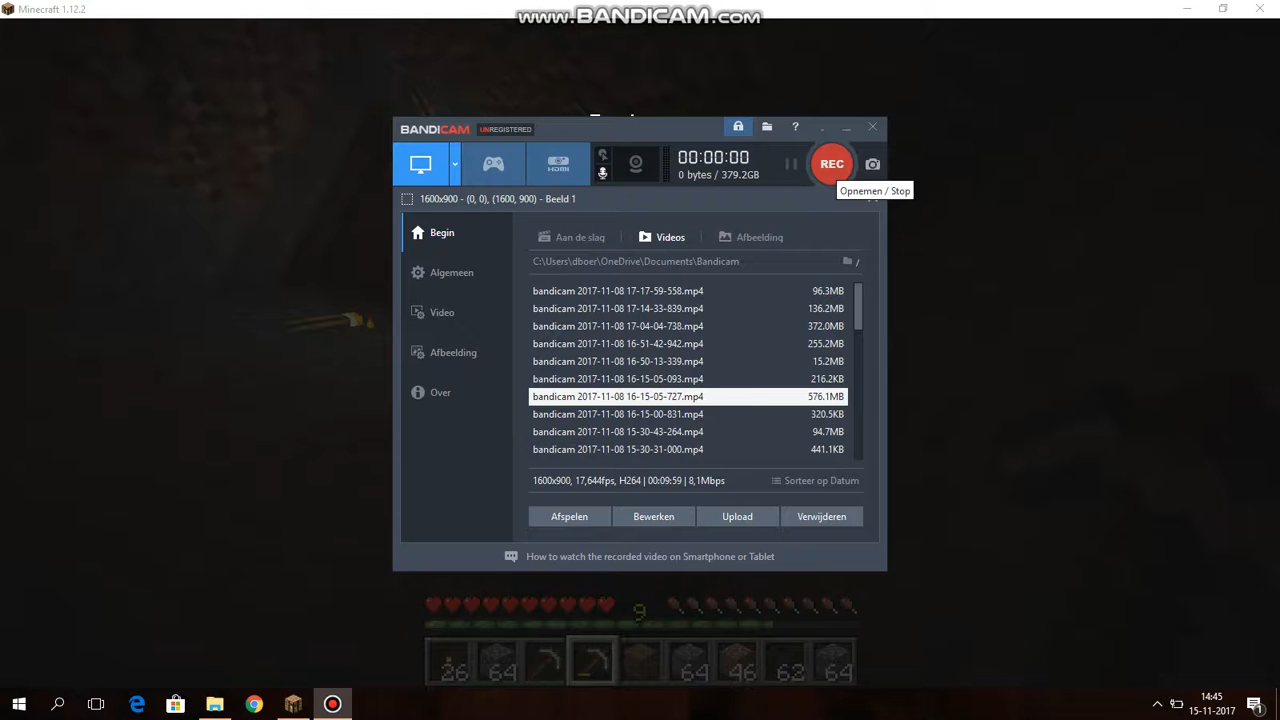 Minecraft 1.12.2
www.BANDICAM.com
BANDICAM UNREGISTERED
?
HDMI
00:00:00
0 bytes / 379.2GB
REC
Opnemen / Stop
1600x900 - (0, 0), (1600, 900) - Beeld 1
Begin
Algemeen
Video
Afbeelding
Over
Aan de slag
Videos
Afbeelding
C:\Users\dboer\OneDrive\Documents\Bandicam
/
bandicam 2017-11-08 17-17-59-558.mp4 96.3MB
bandicam 2017-11-08 17-14-33-839.mp4 136.2MB
bandicam 2017-11-08 17-04-04-738.mp4 372.0MB
bandicam 2017-11-08 16-51-42-942.mp4 255.2MB
bandicam 2017-11-08 16-50-13-339.mp4 15.2MB
bandicam 2017-11-08 16-15-05-093.mp4 216.2KB
bandicam 2017-11-08 16-15-05-727.mp4 576.1MB
bandicam 2017-11-08 16-15-00-831.mp4 320.5KB
bandicam 2017-11-08 15-30-43-264.mp4 94.7MB
bandicam 2017-11-08 15-30-31-000.mp4 441.1KB
1600x900, 17,644fps, H264 | 00:09:59 | 8,1Mbps
Sorteer op Datum
Afspelen
Bewerken
Upload
Verwijderen
How to watch the recorded video on Smartphone or Tablet
9
26 64 64 46 62 64
14:45
15-11-2017
1